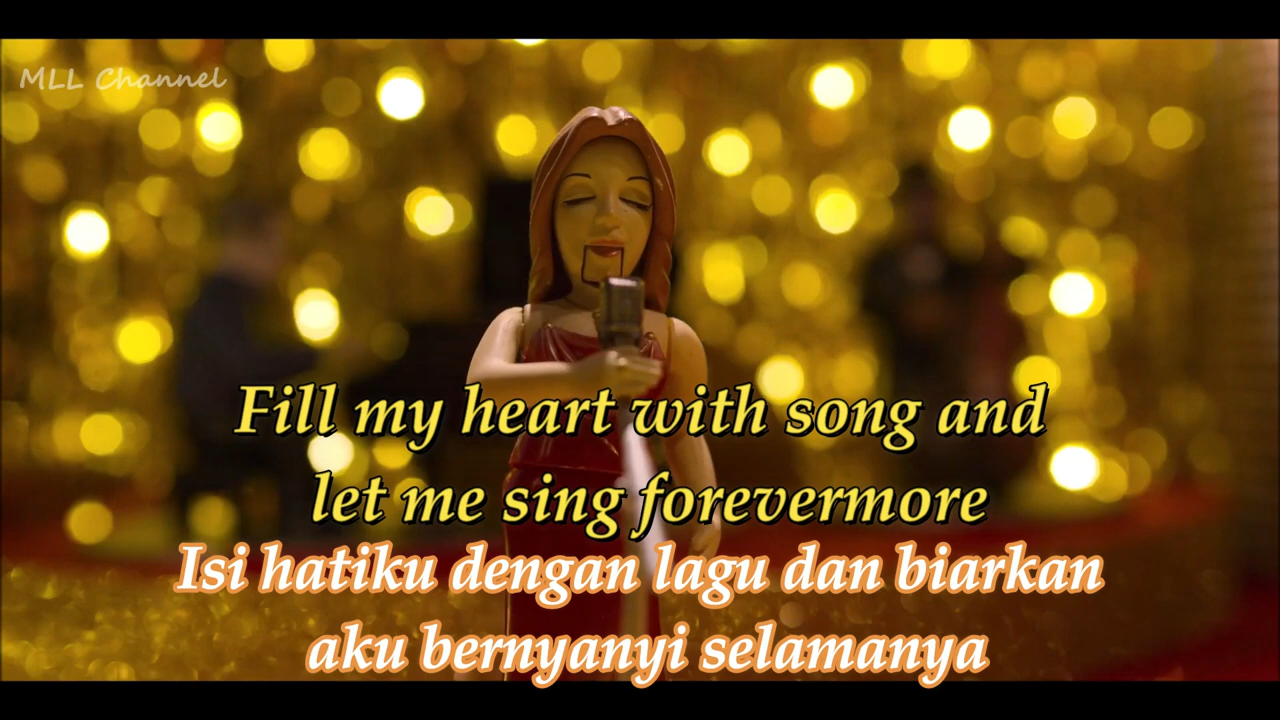 MLL Channel
Fill my heart with song and
let me sing forevermore
Isi hatiku dengan lagu dan biarkan
aku bernyanyi selamanya